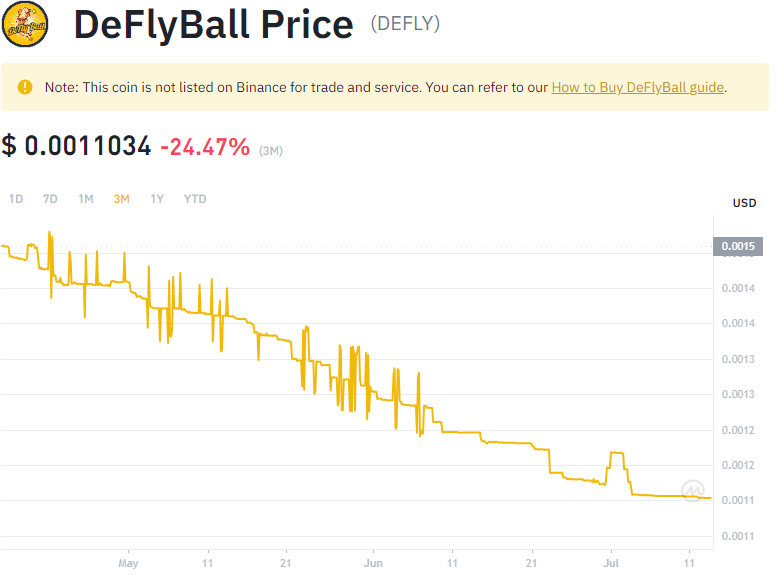 DeFlyBall
DeFlyBall Price (DEFLY)
Note: This coin is not listed on Binance for trade and service. You can refer to our How to Buy DeFlyBall guide.
$ 0.0011034 -24.47% (3M)
1D 7D 1M 3M 1Y YTD
USD
0.0015
0.0014
0.0014
0.0013
0.0013
0.0012
0.0012
0.0011
0.0011
May 11 21 Jun 11 21 Jul 11